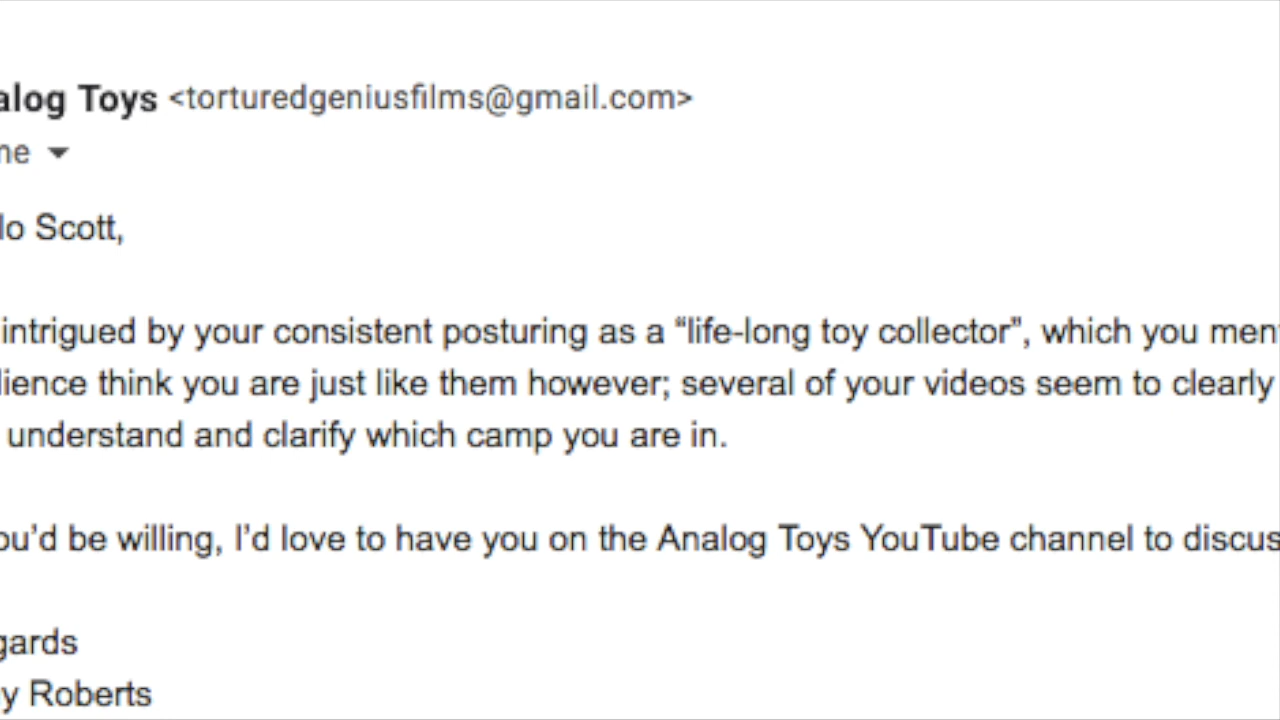 alog Toys <torturedgeniusfilms@gmail.com>
ne
lo Scott,
intrigued by your consistent posturing as a “life-long toy collector”, which you men
lience think you are just like them however; several of your videos seem to clearly
understand and clarify which camp you are in.
ou’d be willing, I’d love to have you on the Analog Toys YouTube channel to discus
gards
y Roberts